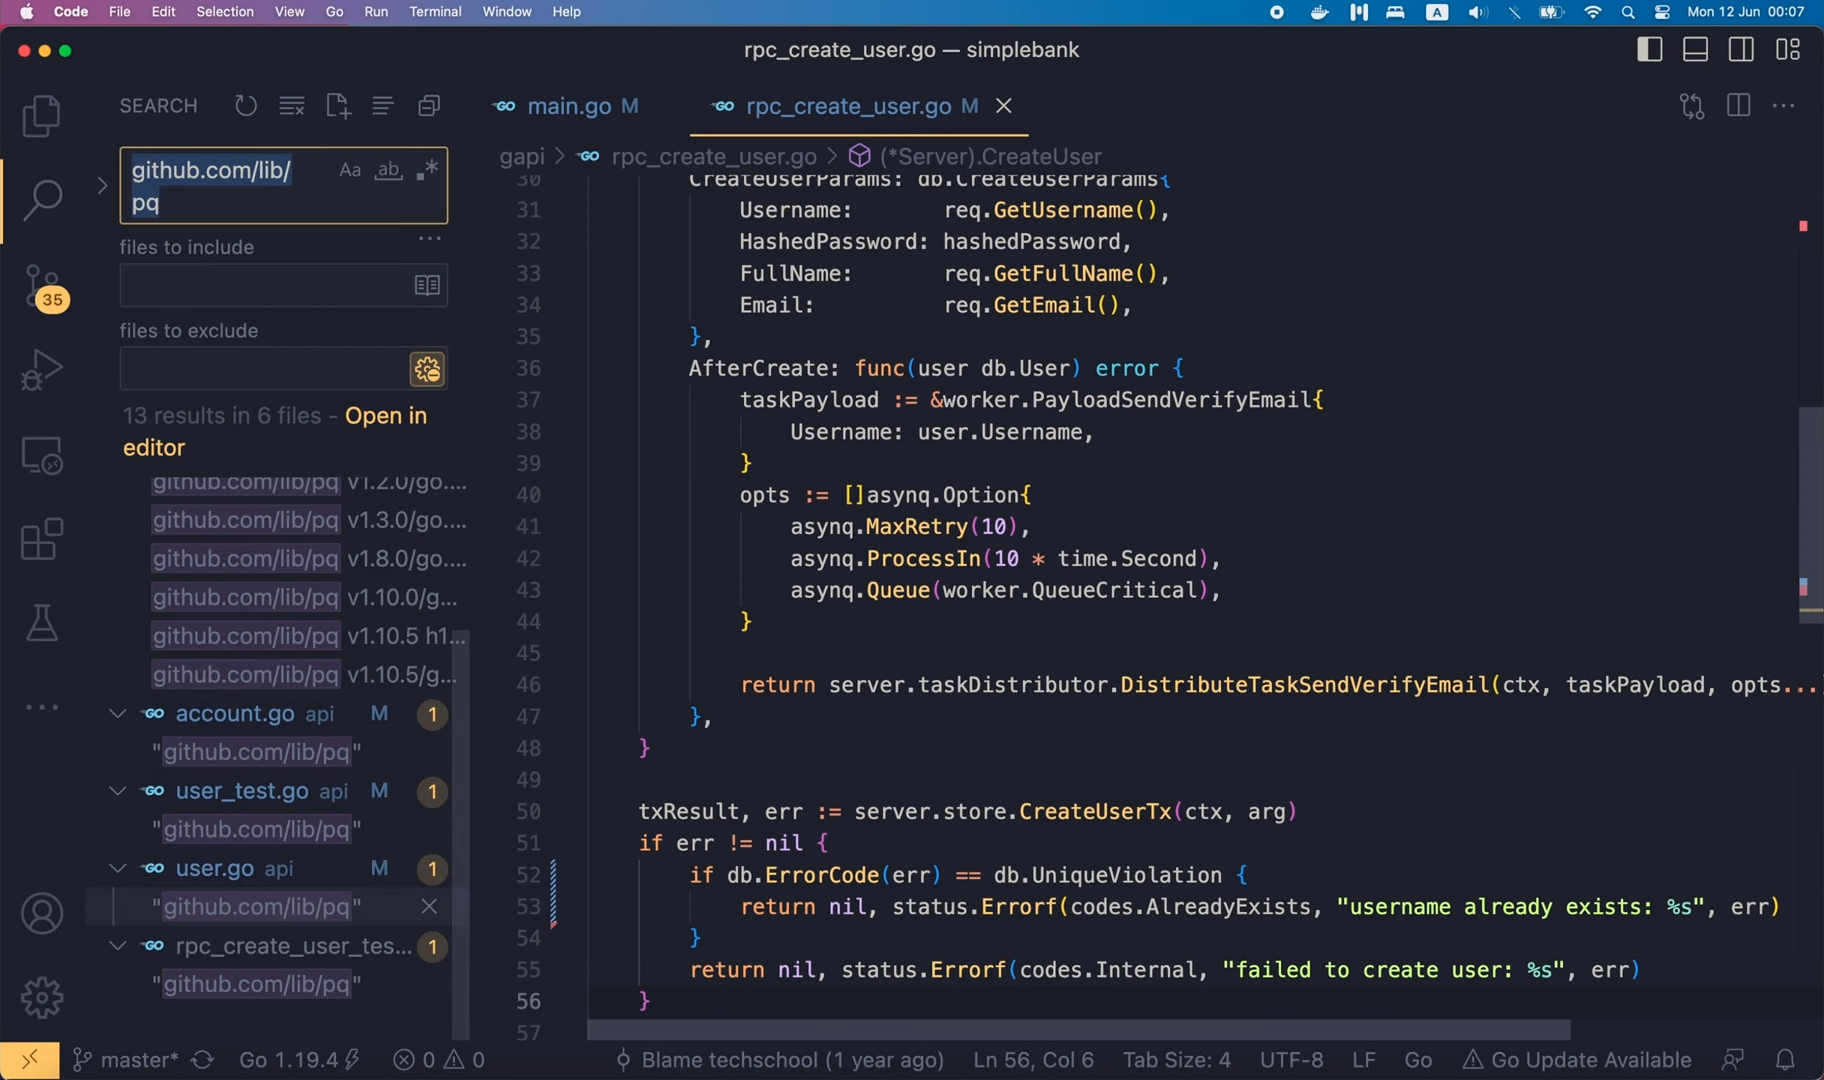 Code File Edit Selection View Go Run Terminal Window Help A Mon 12 Jun 00:07
rpc_create_user.go — simplebank
SEARCH
main.go M
rpc_create_user.go M
github.com/lib/
pq
Aa ab
files to include
files to exclude
13 results in 6 files - Open in
editor
github.com/lib/pq v1.2.0/go....
github.com/lib/pq v1.3.0/go....
github.com/lib/pq v1.8.0/go....
github.com/lib/pq v1.10.0/g...
github.com/lib/pq v1.10.5 h1...
github.com/lib/pq v1.10.5/g...
account.go api M 1
"github.com/lib/pq"
user_test.go api M 1
"github.com/lib/pq"
user.go api M 1
"github.com/lib/pq"
rpc_create_user_tes... 1
"github.com/lib/pq"
35
gapi > rpc_create_user.go > (*Server).CreateUser
30 CreateUserParams: db.CreateUserParams{
31 Username: req.GetUsername(),
32 HashedPassword: hashedPassword,
33 FullName: req.GetFullName(),
34 Email: req.GetEmail(),
35 },
36 AfterCreate: func(user db.User) error {
37 taskPayload := &worker.PayloadSendVerifyEmail{
38 Username: user.Username,
39 }
40 opts := []asynq.Option{
41 asynq.MaxRetry(10),
42 asynq.ProcessIn(10 * time.Second),
43 asynq.Queue(worker.QueueCritical),
44 }
45
46 return server.taskDistributor.DistributeTaskSendVerifyEmail(ctx, taskPayload, opts...)
47 },
48 }
49
50 txResult, err := server.store.CreateUserTx(ctx, arg)
51 if err != nil {
52 if db.ErrorCode(err) == db.UniqueViolation {
53 return nil, status.Errorf(codes.AlreadyExists, "username already exists: %s", err)
54 }
55 return nil, status.Errorf(codes.Internal, "failed to create user: %s", err)
56 }
57
master* Go 1.19.4 0 0 Blame techschool (1 year ago) Ln 56, Col 6 Tab Size: 4 UTF-8 LF Go Go Update Available